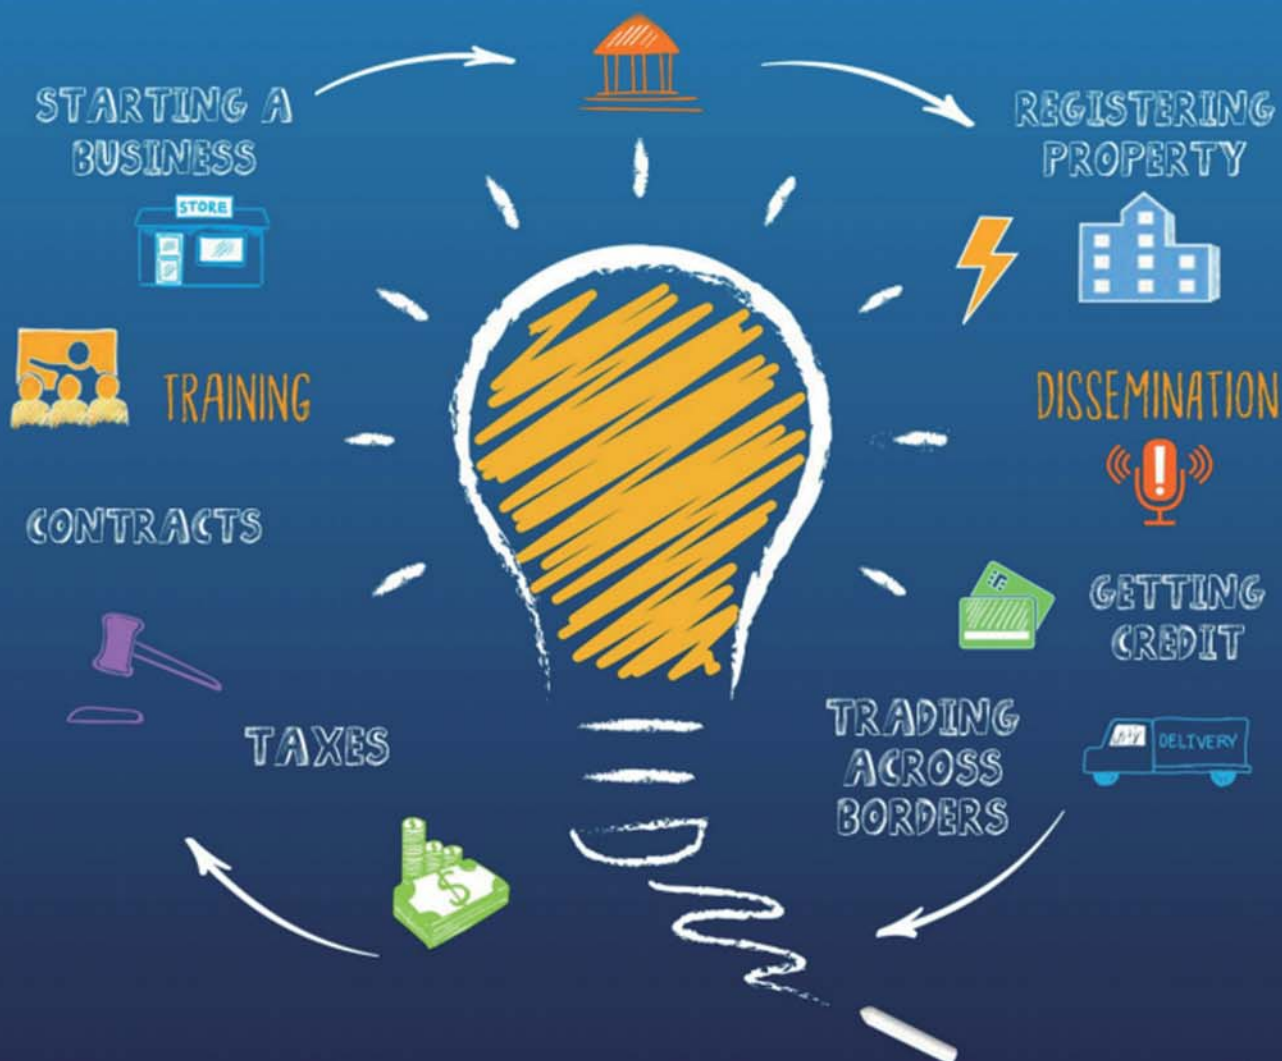 STARTING A
BUSINESS
STORE
REGISTERING
PROPERTY
TRAINING
DISSEMINATION
CONTRACTS
GETTING
CREDIT
TAXES
TRADING
ACROSS
BORDERS
DELIVERY
$